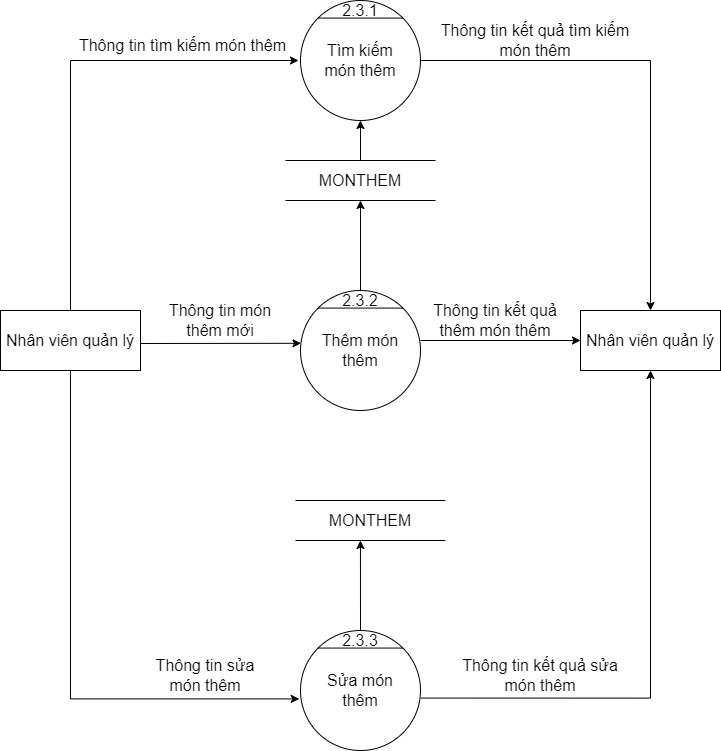 2.3.1
Thông tin tìm kiếm món thêm
Tìm kiếm
món thêm
Thông tin kết quả tìm kiếm
món thêm
MONTHEM
2.3.2
Thông tin món
thêm mới
Thêm món
thêm
Thông tin kết quả
thêm món thêm
Nhân viên quản lý
Nhân viên quản lý
MONTHEM
2.3.3
Thông tin sửa
món thêm
Sửa món
thêm
Thông tin kết quả sửa
món thêm